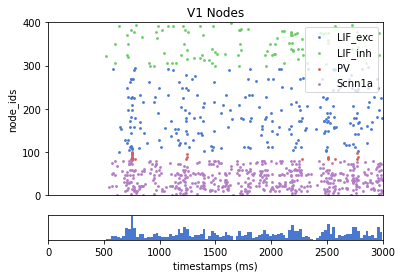 V1 Nodes
400
300
200
100
0
node_ids
LIF_exc
LIF_inh
PV
Scnn1a
0 500 1000 1500 2000 2500 3000
timestamps (ms)